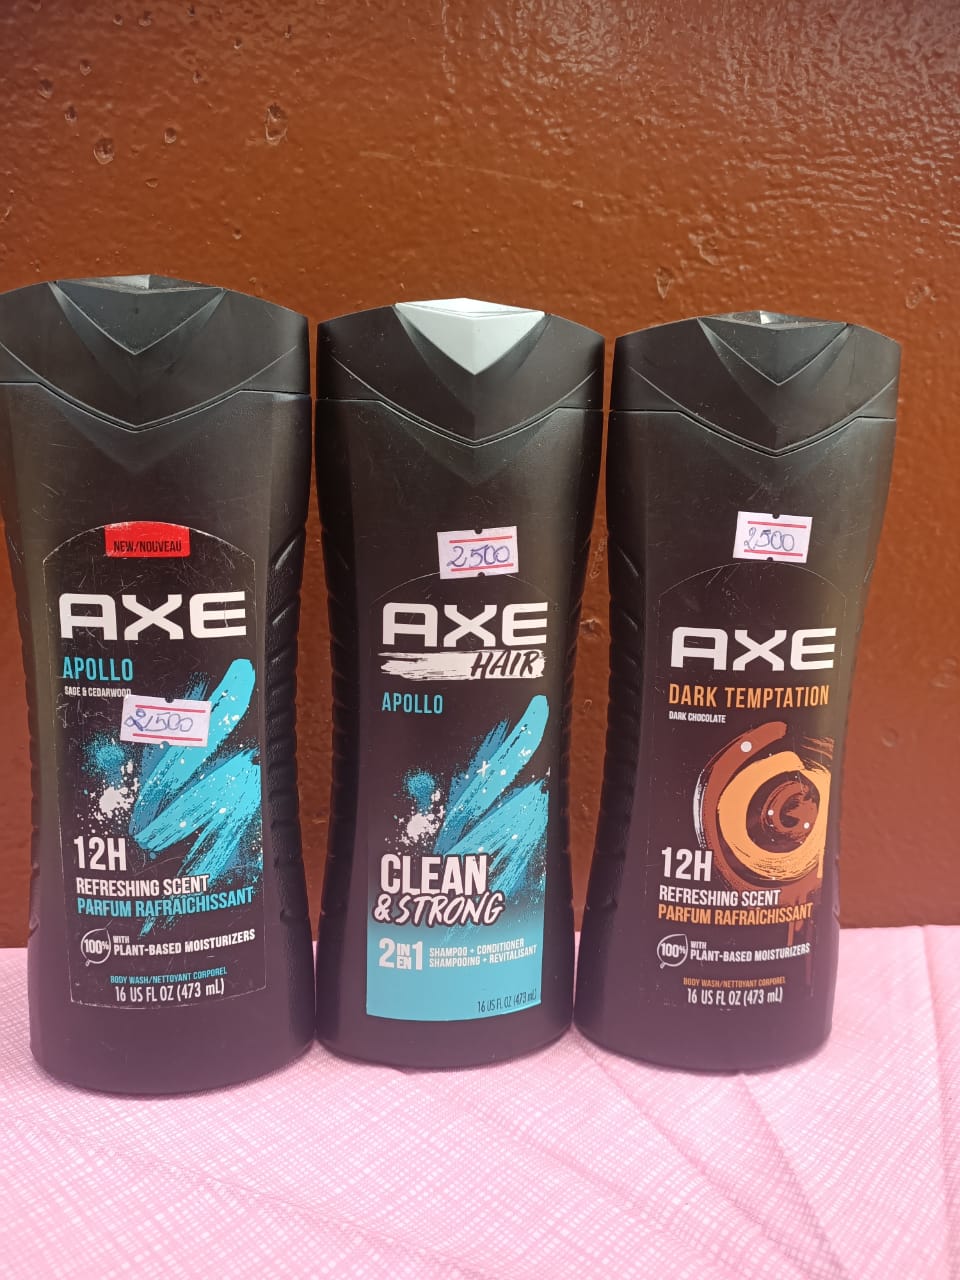 NEW/NOUVEAU
AXE
APOLLO
SAGE & CEDARWOOD
2,500
12H
REFRESHING SCENT
PARFUM RAFRAÎCHISSANT
100% WITH
PLANT-BASED MOISTURIZERS
BODY WASH/NETTOYANT CORPOREL
16 US FL OZ (473 mL)
2500
AXE
HAIR
APOLLO
CLEAN
& STRONG
2 IN 1
EN
SHAMPOO + CONDITIONER
SHAMPOOING + REVITALISANT
16 US FL OZ (473 mL)
2500
AXE
DARK TEMPTATION
DARK CHOCOLATE
12H
REFRESHING SCENT
PARFUM RAFRAÎCHISSANT
100% WITH
PLANT-BASED MOISTURIZERS
BODY WASH/NETTOYANT CORPOREL
16 US FL OZ (473 mL)